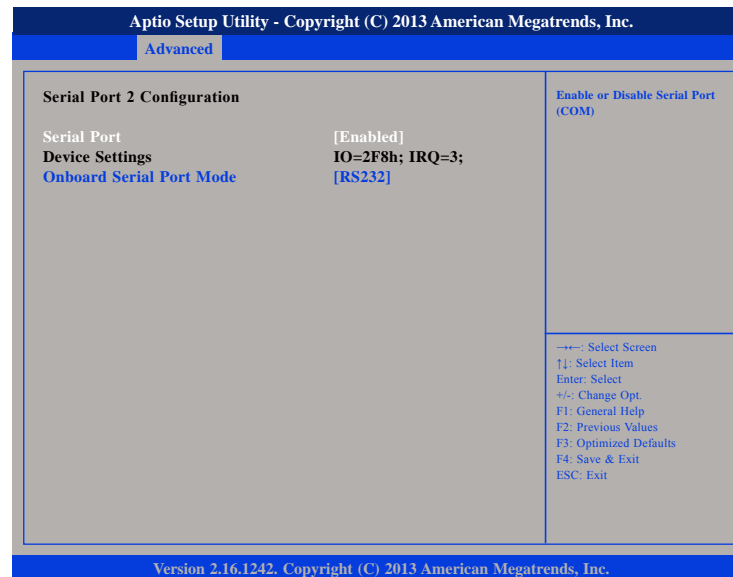 Aptio Setup Utility - Copyright (C) 2013 American Megatrends, Inc.
Advanced
Serial Port 2 Configuration
Serial Port [Enabled]
Device Settings IO=2F8h; IRQ=3;
Onboard Serial Port Mode [RS232]
Enable or Disable Serial Port
(COM)
→←: Select Screen
↑↓: Select Item
Enter: Select
+/-: Change Opt.
F1: General Help
F2: Previous Values
F3: Optimized Defaults
F4: Save & Exit
ESC: Exit
Version 2.16.1242. Copyright (C) 2013 American Megatrends, Inc.